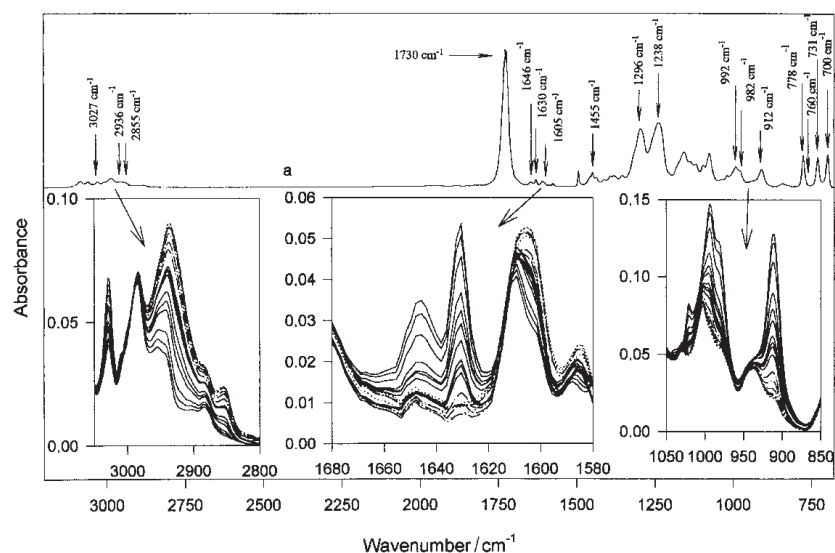 3027 cm-1
2936 cm-1
2855 cm-1
1730 cm-1
1646 cm-1
1630 cm-1
1605 cm-1
1455 cm-1
1296 cm-1
1238 cm-1
992 cm-1
982 cm-1
912 cm-1
778 cm-1
760 cm-1
731 cm-1
700 cm-1
a
Absorbance
0.10
0.05
0.00
3000 2900 2800
0.06
0.05
0.04
0.03
0.02
0.01
0.00
1680 1660 1640 1620 1600 1580
0.15
0.10
0.05
0.00
1050 1000 950 900 850
3000 2750 2500 2250 2000 1750 1500 1250 1000 750
Wavenumber / cm-1